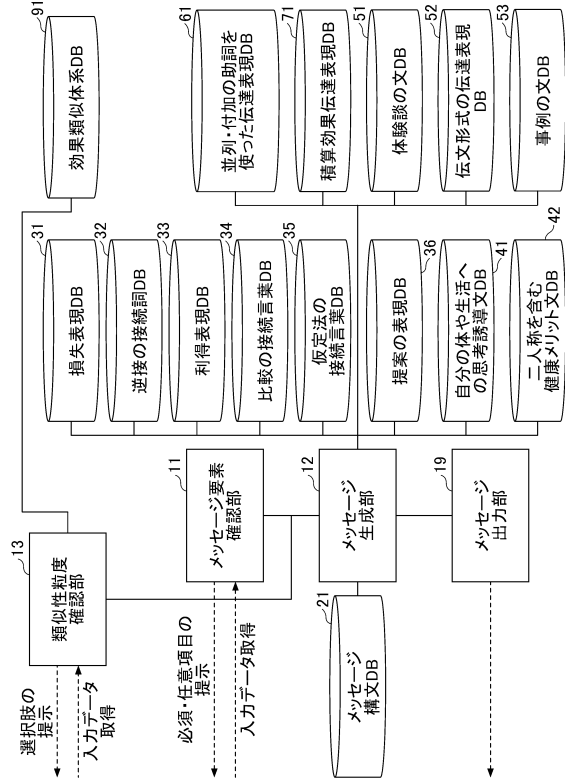 91
効果類似体系DB
61
並列・付加の助詞を
使った伝達表現DB
71
積算効果伝達表現DB
51
体験談の文DB
52
伝文形式の伝達表現
DB
53
事例の文DB
31
損失表現DB
32
逆接の接続詞DB
33
利得表現DB
34
比較の接続言葉DB
35
仮定法の
接続言葉DB
36
提案の表現DB
41
自分の体や生活へ
の思考誘導文DB
42
二人称を含む
健康メリット文DB
13
類似性粒度
確認部
11
メッセージ要素
確認部
12
メッセージ
生成部
19
メッセージ
出力部
21
メッセージ
構文DB
選択肢の
提示
入力データ
取得
必須・任意項目の
提示
入力データ取得